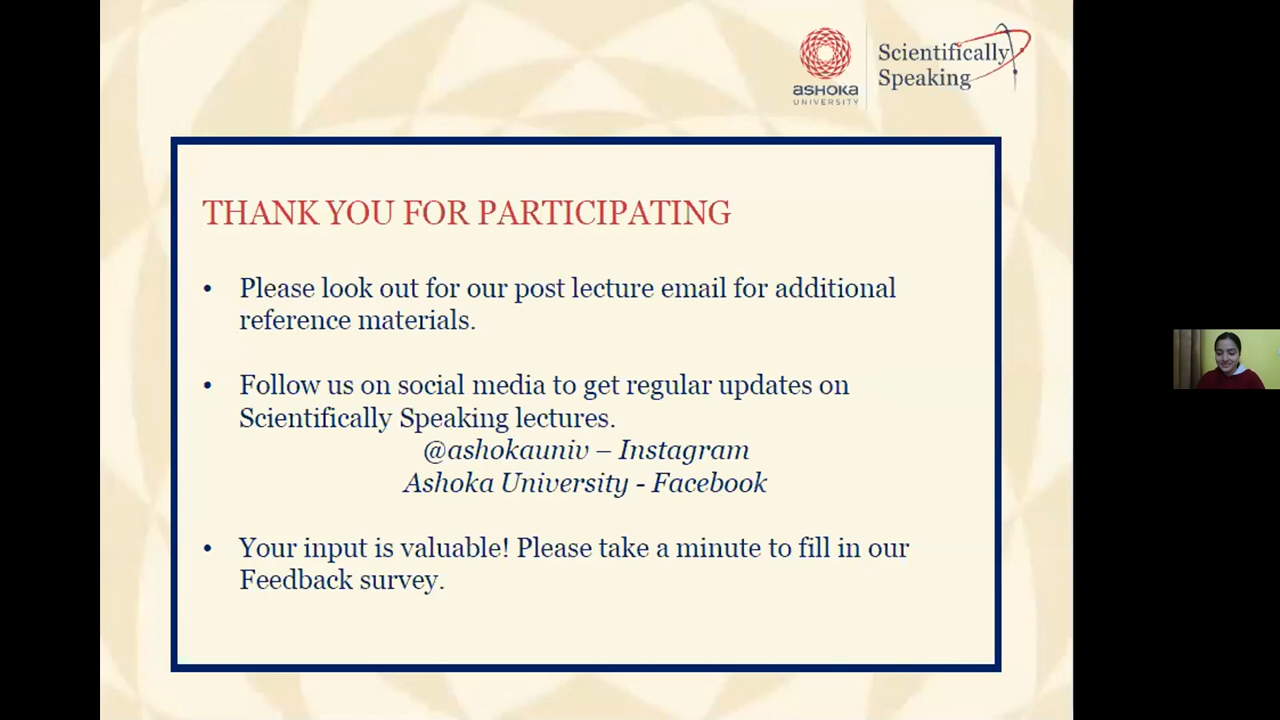 ASHOKA
UNIVERSITY
Scientifically
Speaking
THANK YOU FOR PARTICIPATING
• Please look out for our post lecture email for additional
reference materials.
• Follow us on social media to get regular updates on
Scientifically Speaking lectures.
@ashokauniv – Instagram
Ashoka University - Facebook
• Your input is valuable! Please take a minute to fill in our
Feedback survey.